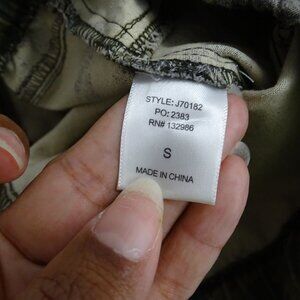 STYLE: J70182
PO: 2383
RN# 132986
S
MADE IN CHINA